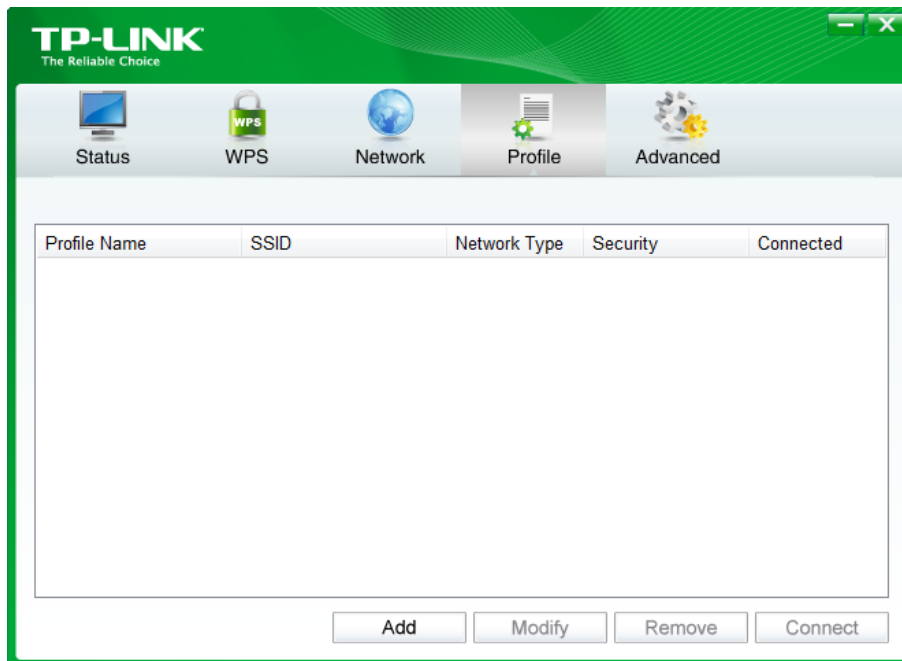 TP-LINK
The Reliable Choice
WPS
Status WPS Network Profile Advanced
Profile Name SSID Network Type Security Connected
Add Modify Remove Connect